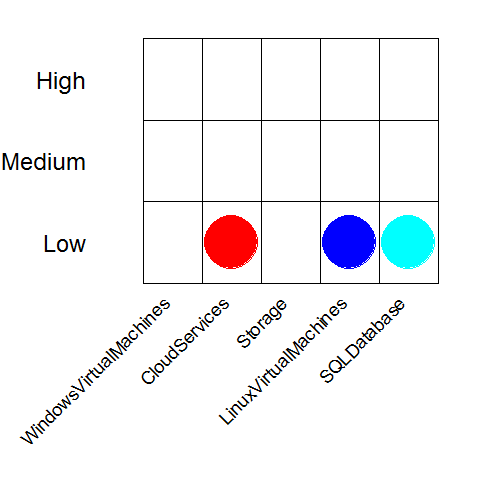 High
Medium
Low
WindowsVirtualMachines
CloudServices
Storage
LinuxVirtualMachines
SQLDatabase